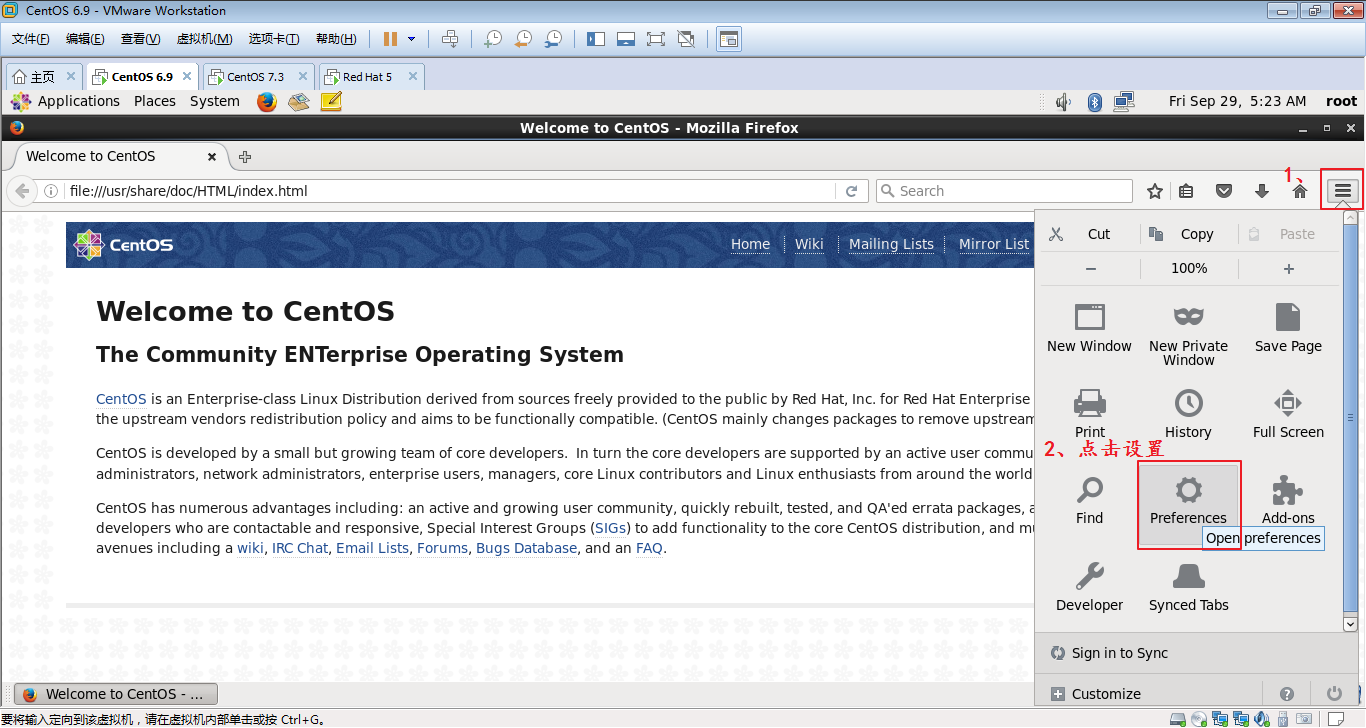 CentOS 6.9 - VMware Workstation
文件(F) 编辑(E) 查看(V) 虚拟机(M) 选项卡(T) 帮助(H)
主页 CentOS 6.9 CentOS 7.3 Red Hat 5
Applications Places System Fri Sep 29, 5:23 AM root
Welcome to CentOS - Mozilla Firefox
Welcome to CentOS
1、
file:///usr/share/doc/HTML/index.html Search
CentOS Home Wiki Mailing Lists Mirror List
Cut Copy Paste
− 100% +
Welcome to CentOS
The Community ENTerprise Operating System
CentOS is an Enterprise-class Linux Distribution derived from sources freely provided to the public by Red Hat, Inc. for Red Hat Enterprise
the upstream vendors redistribution policy and aims to be functionally compatible. (CentOS mainly changes packages to remove upstream
CentOS is developed by a small but growing team of core developers.  In turn the core developers are supported by an active user commu
administrators, network administrators, enterprise users, managers, core Linux contributors and Linux enthusiasts from around the world
CentOS has numerous advantages including: an active and growing user community, quickly rebuilt, tested, and QA'ed errata packages, a
developers who are contactable and responsive, Special Interest Groups (SIGs) to add functionality to the core CentOS distribution, and mu
avenues including a wiki, IRC Chat, Email Lists, Forums, Bugs Database, and an FAQ.
New Window New Private Window Save Page
Print History Full Screen
2、点击设置
Find Preferences Add-ons
Open preferences
Developer Synced Tabs
Sign in to Sync
Customize
Welcome to CentOS - ...
要将输入定向到该虚拟机，请在虚拟机内部单击或按 Ctrl+G。